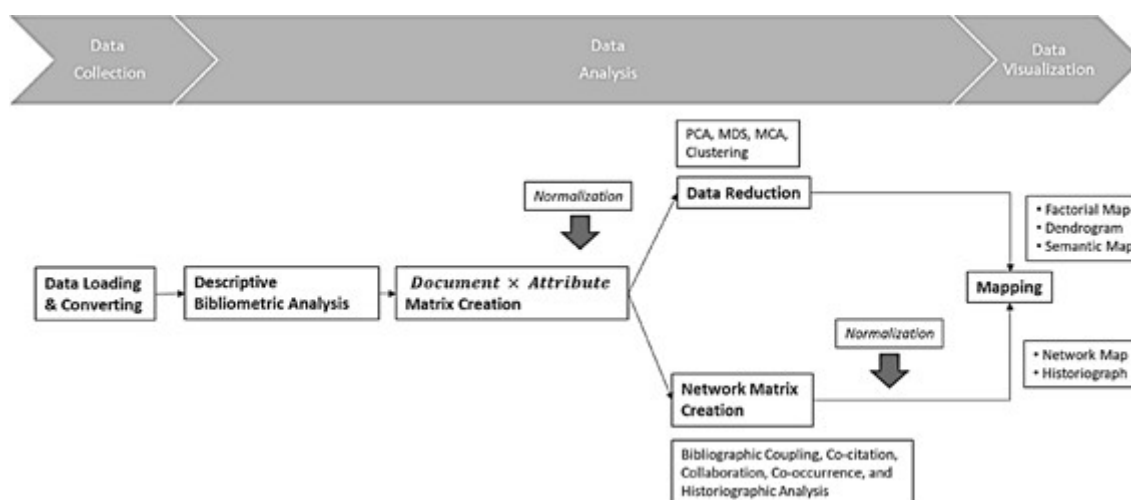 Data
Collection
Data
Analysis
Data
Visualization
PCA, MDS, MCA,
Clustering
Normalization
Data Reduction
• Factorial Map
• Dendrogram
• Semantic Map
Data Loading
& Converting
Descriptive
Bibliometric Analysis
Document × Attribute
Matrix Creation
Mapping
Normalization
• Network Map
• Historiograph
Network Matrix
Creation
Bibliographic Coupling, Co-citation,
Collaboration, Co-occurrence, and
Historiographic Analysis